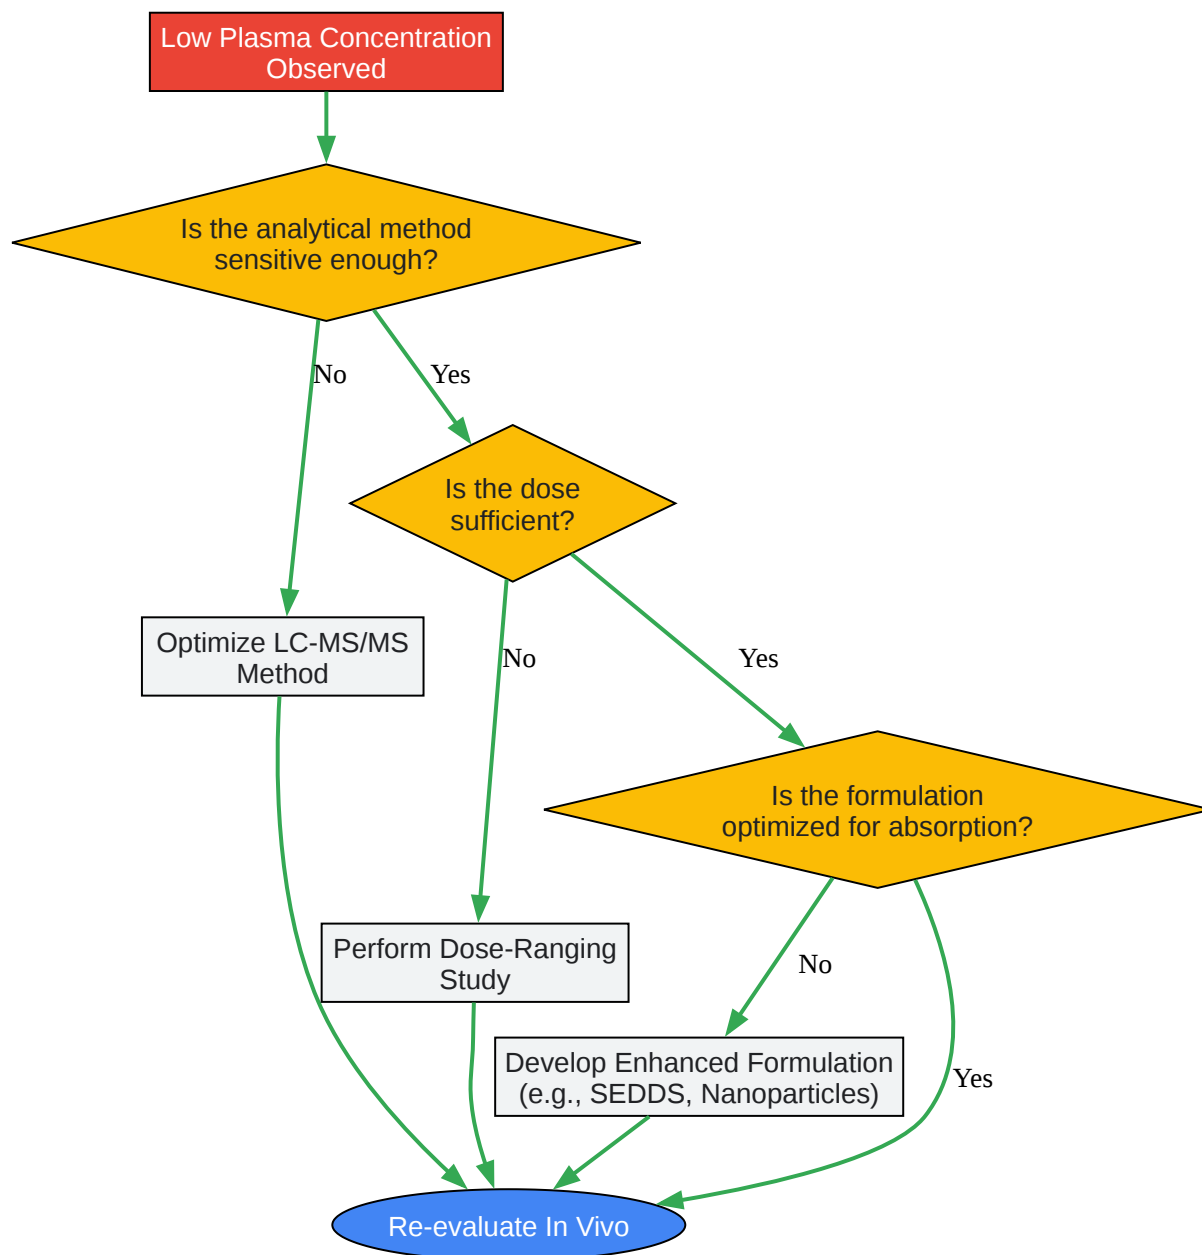 Low Plasma Concentration
Observed
Is the analytical method
sensitive enough?
No
Yes
Is the dose
sufficient?
Optimize LC-MS/MS
Method
No
Yes
Is the formulation
optimized for absorption?
Perform Dose-Ranging
Study
No
Develop Enhanced Formulation
(e.g., SEDDS, Nanoparticles)
Yes
Re-evaluate In Vivo